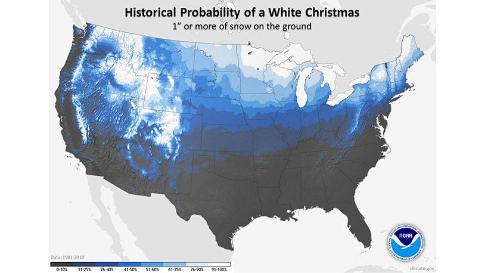 Historical Probability of a White Christmas
1” or more of snow on the ground
NOAA
Data: 1981-2010
0-10% 11-25% 26-40% 41-50% 51-60% 61-75% 76-90% 91-100%
climate.gov